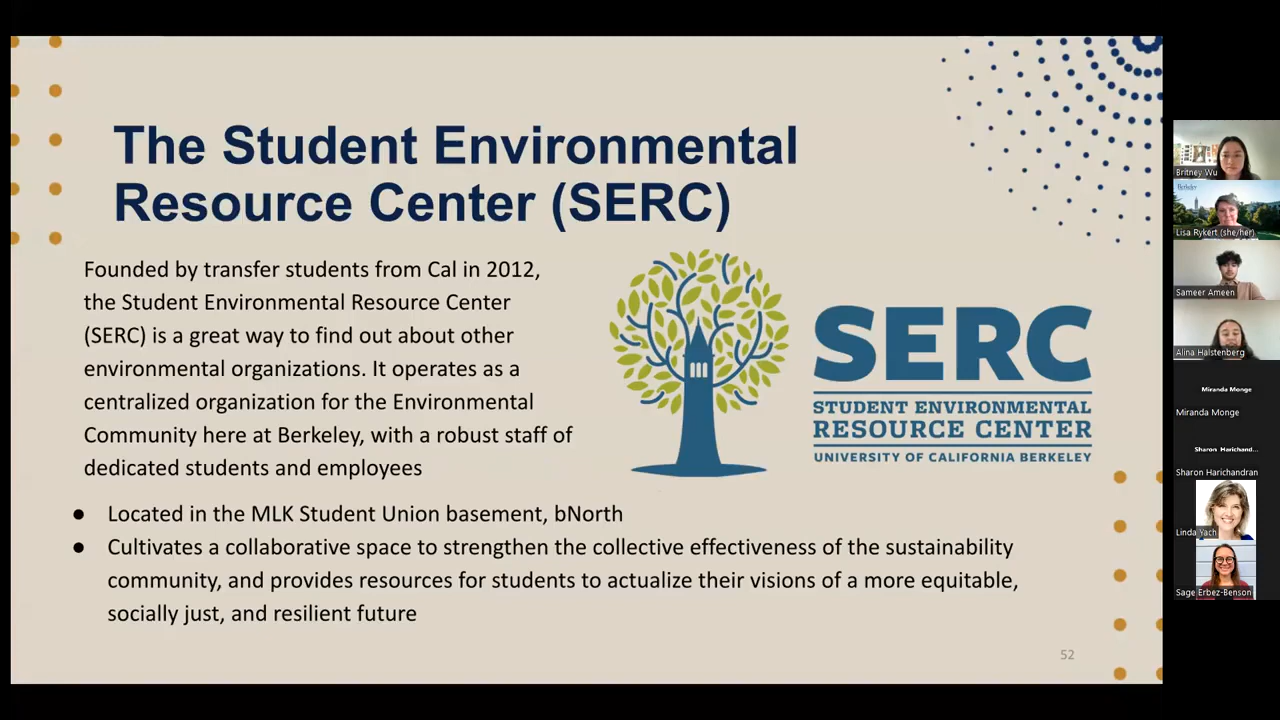 The Student Environmental
Resource Center (SERC)
Founded by transfer students from Cal in 2012,
the Student Environmental Resource Center
(SERC) is a great way to find out about other
environmental organizations. It operates as a
centralized organization for the Environmental
Community here at Berkeley, with a robust staff of
dedicated students and employees
SERC
STUDENT ENVIRONMENTAL
RESOURCE CENTER
UNIVERSITY OF CALIFORNIA BERKELEY
● Located in the MLK Student Union basement, bNorth
● Cultivates a collaborative space to strengthen the collective effectiveness of the sustainability
community, and provides resources for students to actualize their visions of a more equitable,
socially just, and resilient future
52
Britney Wu
Berkeley
Lisa Rykert (she/her)
Sameer Ameen
Alina Halstenberg
Miranda Monge
Miranda Monge
Sharon Harichand...
Sharon Harichandran
Linda Yach
Sage Erbez-Benson